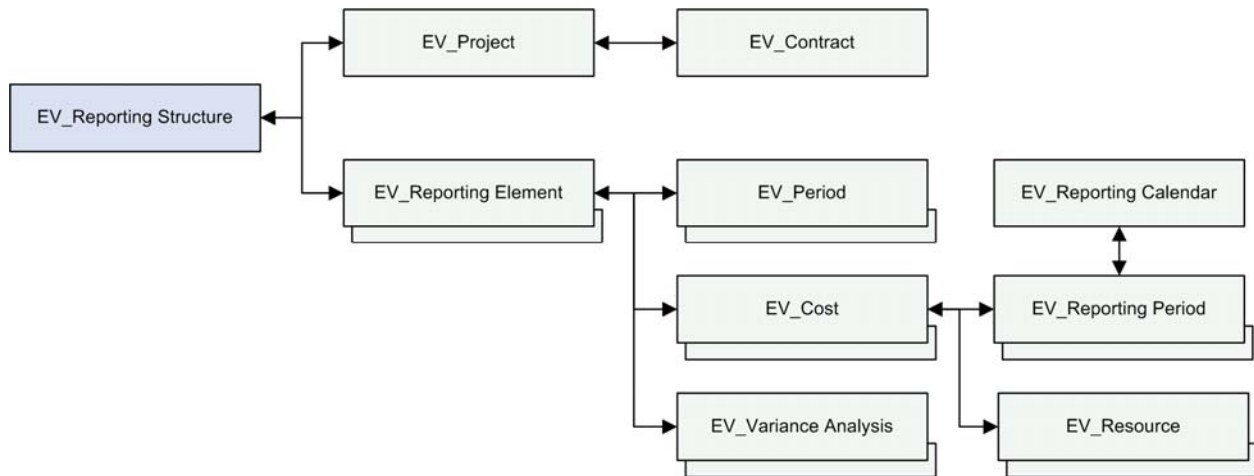 EV_Project
EV_Contract
EV_Reporting Structure
EV_Reporting Element
EV_Period
EV_Reporting Calendar
EV_Cost
EV_Reporting Period
EV_Variance Analysis
EV_Resource